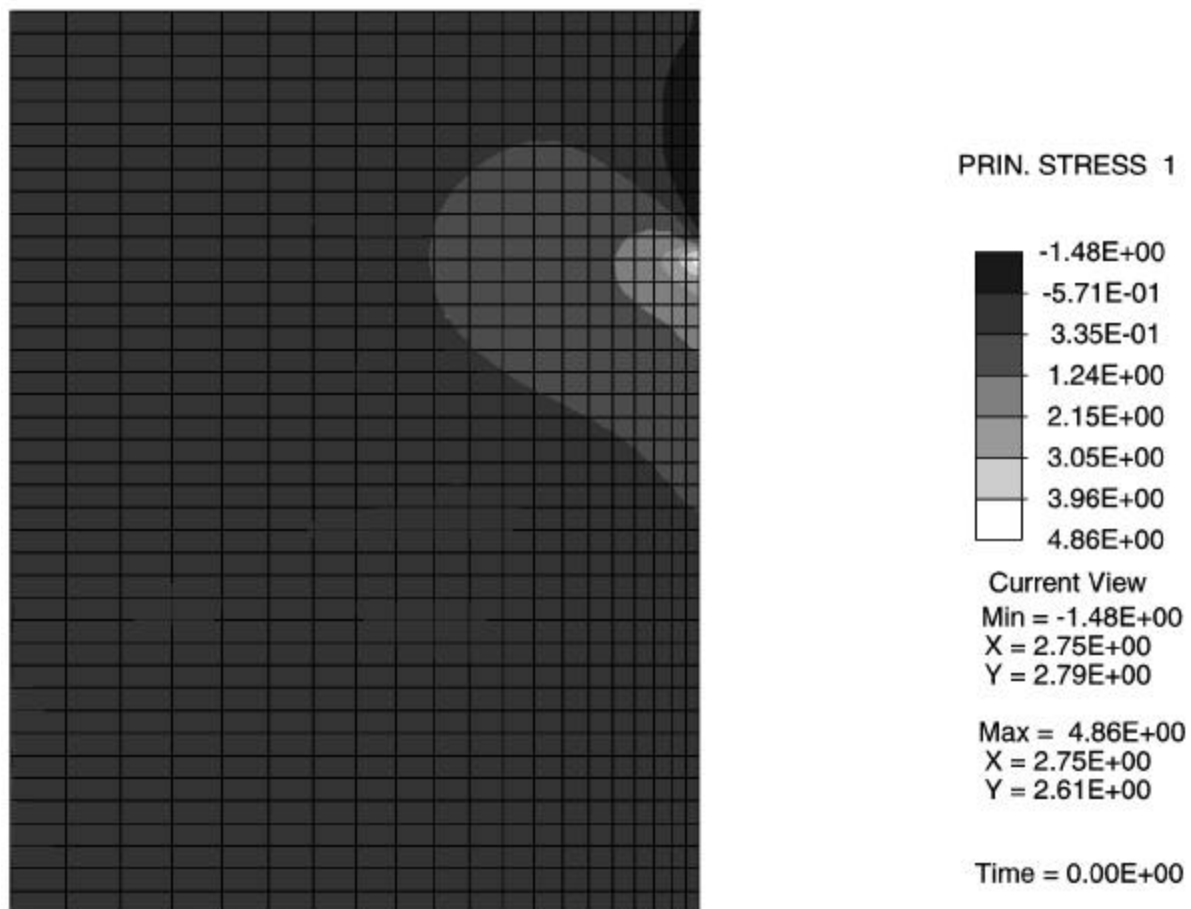 PRIN. STRESS 1
-1.48E+00
-5.71E-01
3.35E-01
1.24E+00
2.15E+00
3.05E+00
3.96E+00
4.86E+00
Current View
Min = -1.48E+00
X = 2.75E+00
Y = 2.79E+00
Max = 4.86E+00
X = 2.75E+00
Y = 2.61E+00
Time = 0.00E+00